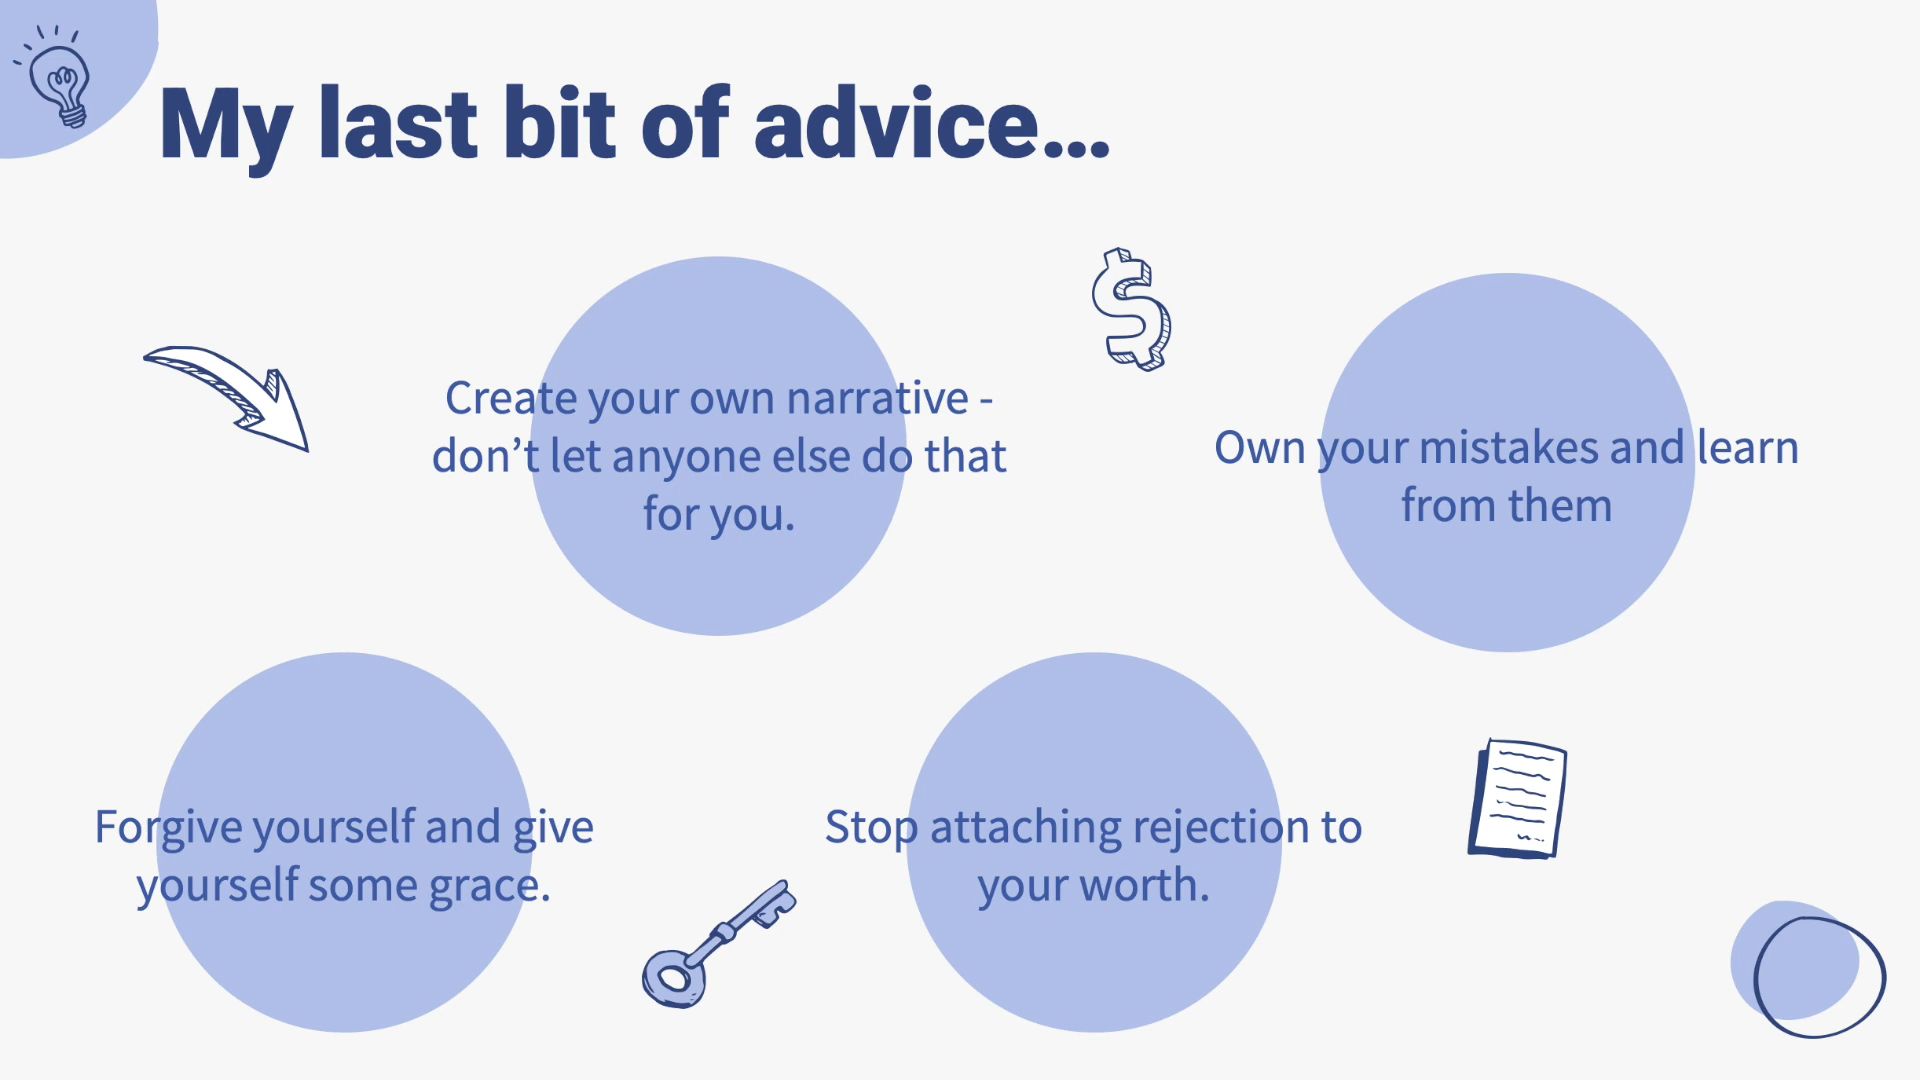 My last bit of advice...
Create your own narrative -
don’t let anyone else do that
for you.
Own your mistakes and learn
from them
Forgive yourself and give
yourself some grace.
Stop attaching rejection to
your worth.